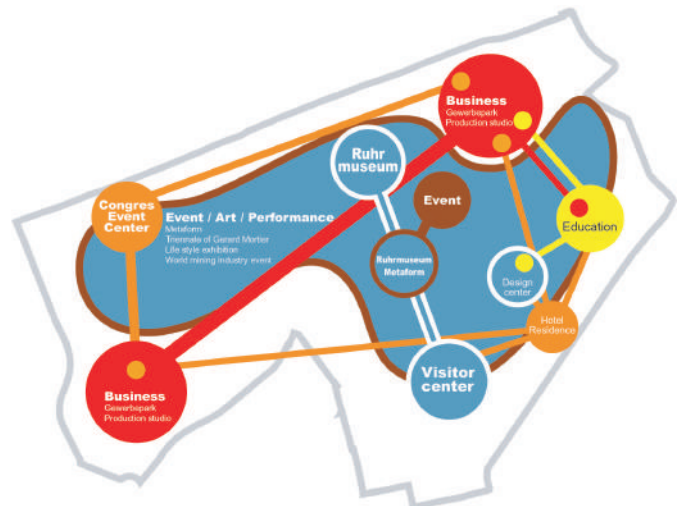 Business
Gewerbepark
Production studio
Ruhr
museum
Congres
Event
Center
Event / Art / Performance
Metaform
Triennale of Gerard Mortier
Life style exhibition
World mining industry event
Event
Education
Ruhrmuseum
Metaform
Design
center
Hotel
Residence
Visitor
center
Business
Gewerbepark
Production studio